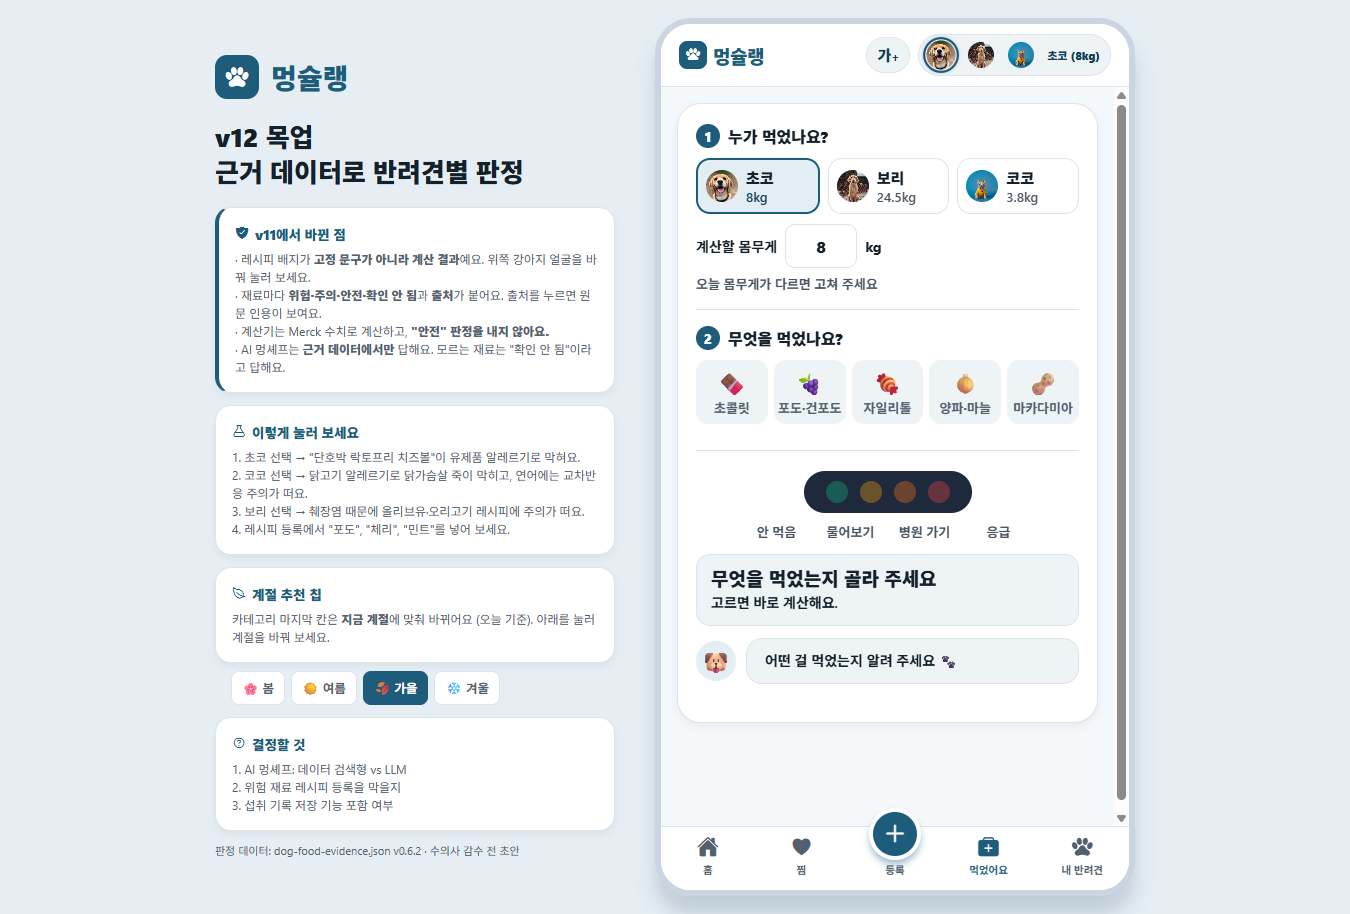 멍슐랭
v12 목업
근거 데이터로 반려견별 판정
v11에서 바뀐 점
· 레시피 배지가 고정 문구가 아니라 계산 결과예요. 위쪽 강아지 얼굴을 바
꿔 눌러 보세요.
· 재료마다 위험·주의·안전·확인 안 됨과 출처가 붙어요. 출처를 누르면 원
문 인용이 보여요.
· 계산기는 Merck 수치로 계산하고, "안전" 판정을 내지 않아요.
· AI 멍셰프는 근거 데이터에서만 답해요. 모르는 재료는 "확인 안 됨"이라
고 답해요.
이렇게 눌러 보세요
1. 초코 선택 → "단호박 락토프리 치즈볼"이 유제품 알레르기로 막혀요.
2. 코코 선택 → 닭고기 알레르기로 닭가슴살 죽이 막히고, 연어에는 교차반
응 주의가 떠요.
3. 보리 선택 → 췌장염 때문에 올리브유·오리고기 레시피에 주의가 떠요.
4. 레시피 등록에서 "포도", "체리", "민트"를 넣어 보세요.
계절 추천 칩
카테고리 마지막 칸은 지금 계절에 맞춰 바뀌어요 (오늘 기준). 아래를 눌러
계절을 바꿔 보세요.
봄
여름
가을
겨울
결정할 것
1. AI 멍셰프: 데이터 검색형 vs LLM
2. 위험 재료 레시피 등록을 막을지
3. 섭취 기록 저장 기능 포함 여부
판정 데이터: dog-food-evidence.json v0.6.2 · 수의사 감수 전 초안
멍슐랭
가+
초코 (8kg)
1 누가 먹었나요?
초코
8kg
보리
24.5kg
코코
3.8kg
계산할 몸무게 8 kg
오늘 몸무게가 다르면 고쳐 주세요
2 무엇을 먹었나요?
초콜릿
포도·건포도
자일리톨
양파·마늘
마카다미아
안 먹음
물어보기
병원 가기
응급
무엇을 먹었는지 골라 주세요
고르면 바로 계산해요.
어떤 걸 먹었는지 알려 주세요 🐾
홈
찜
등록
먹었어요
내 반려견